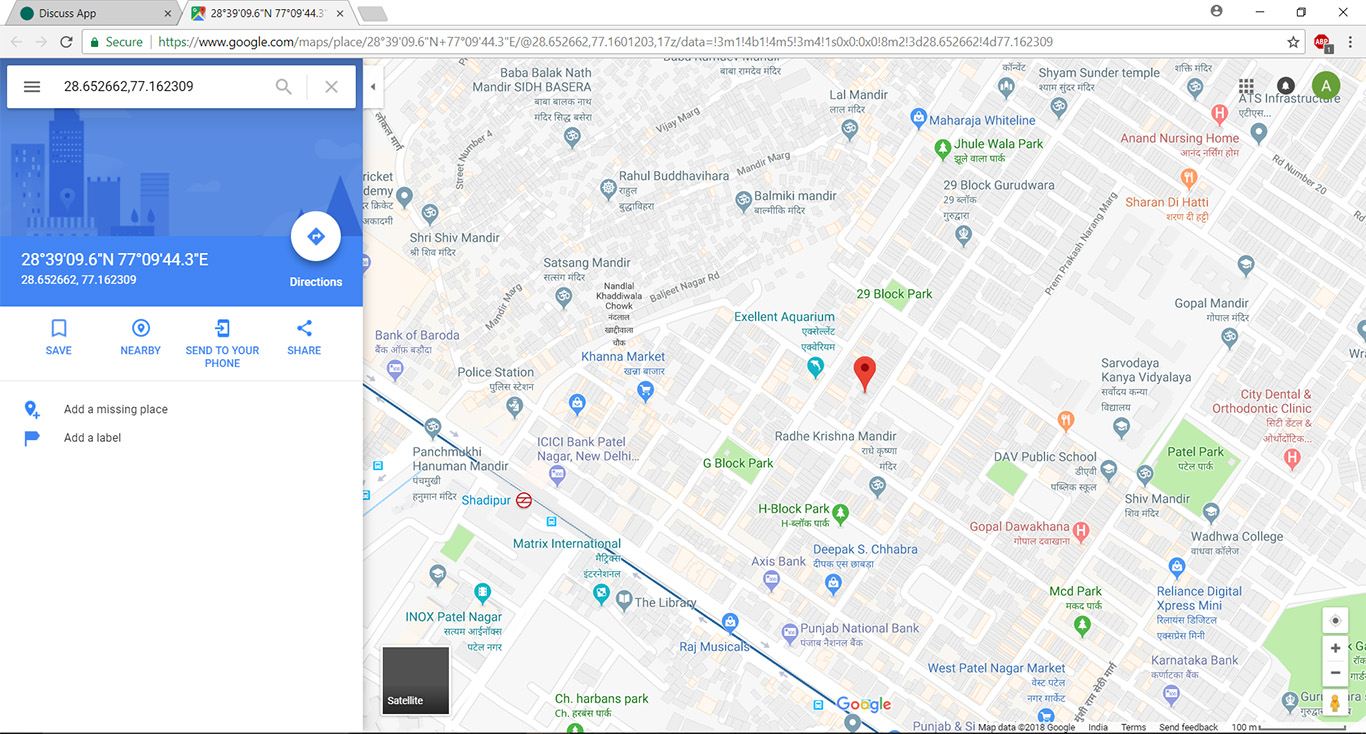 Discuss App
28°39'09.6"N 77°09'44.3"
Secure
https://www.google.com/maps/place/28°39'09.6"N+77°09'44.3"E/@28.652662,77.1601203,17z/data=!3m1!4b1!4m5!3m4!1s0x0:0x0!8m2!3d28.652662!4d77.162309
ABP
1
28.652662,77.162309
A
28°39'09.6"N 77°09'44.3"E
28.652662, 77.162309
Directions
SAVE
NEARBY
SEND TO YOUR
PHONE
SHARE
Add a missing place
Add a label
Baba Ramdev Mandir
बाबा रामदेव मंदिर
Baba Balak Nath
Mandir SIDH BASERA
बाबा बालक नाथ
मंदिर सिद्ध बसेरा
Street Number 4
Vijay Marg
Mandir Marg
Lal Mandir
लाल मंदिर
कॉन्वेंट
Shyam Sunder temple
श्याम सुंदर मंदिर
शक्ति मंदिर
ATS Infrastructure
एटीएस...
Maharaja Whiteline
Jhule Wala Park
झूले वाला पार्क
Anand Nursing Home
आनंद नर्सिंग होम
Rd Number 20
Rahul Buddhavihara
राहुल
बुद्धाविहरा
Balmiki mandir
बाल्मीकि मंदिर
29 Block Gurudwara
29 ब्लॉक
गुरुद्वारा
Sharan Di Hatti
शरण दी हट्टी
Prem Prakash Narang Marg
ricket
demy
अकादमी
Shri Shiv Mandir
श्री शिव मंदिर
Satsang Mandir
सत्संग मंदिर
Nandlal
Khaddiwala
Chowk
नंदलाल
खाद्दीवाला
चौक
Baljeet Nagar Rd
Mandir Marg
29 Block Park
Gopal Mandir
गोपाल मंदिर
Exellent Aquarium
एक्सेल्लेंट
एक्वेरियम
Bank of Baroda
बैंक ऑफ़ बड़ौदा
Khanna Market
खन्ना बाजार
Police Station
पुलिस स्टेशन
Sarvodaya
Kanya Vidyalaya
सर्वोदय कन्या
विद्यालय
City Dental &
Orthodontic Clinic
सिटी डेंटल &
ऑर्थोदोंटिक...
Panchmukhi
Hanuman Mandir
पंचमुखी
हनुमान मंदिर
ICICI Bank Patel
Nagar, New Delhi...
Radhe Krishna Mandir
राधे कृष्णा
मंदिर
G Block Park
DAV Public School
डीएवी
पब्लिक स्कूल
Patel Park
पटेल पार्क
Shiv Mandir
शिव मंदिर
Shadipur
H-Block Park
H-ब्लॉक पार्क
Gopal Dawakhana
गोपाल दवाखाना
Wadhwa College
वाधवा कॉलेज
Matrix International
मैट्रिक्स
इंटरनेशनल
Axis Bank
Deepak S. Chhabra
दीपक एस छाबड़ा
Reliance Digital
Xpress Mini
रिलायंस डिजिटल
एक्सप्रेस मिनी
Mcd Park
मकद पार्क
The Library
INOX Patel Nagar
सत्यम आईनॉक्स
पटेल नगर
Raj Musicals
Punjab National Bank
पंजाब नैशनल बैंक
West Patel Nagar Market
वेस्ट पटेल
नगर मार्केट
Karnataka Bank
कर्णाटका बैंक
Satellite
Ch. harbans park
Ch. हरबंस पार्क
Google
Punjab & Si
Map data ©2018 Google
India
Terms
Send feedback
100 m